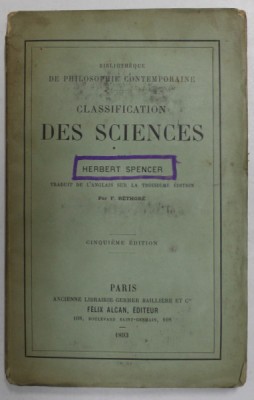 BIBLIOTHÈQUE
DE PHILOSOPHIE CONTEMPORAINE
CLASSIFICATION
DES SCIENCES
HERBERT SPENCER
TRADUIT DE L'ANGLAIS SUR LA TROISIÈME ÉDITION
PAR F. RÉTHORÉ
CINQUIÈME ÉDITION
PARIS
ANCIENNE LIBRAIRIE GERMER BAILLIÈRE ET Cie
FÉLIX ALCAN, ÉDITEUR
108, BOULEVARD SAINT-GERMAIN, 108
1893